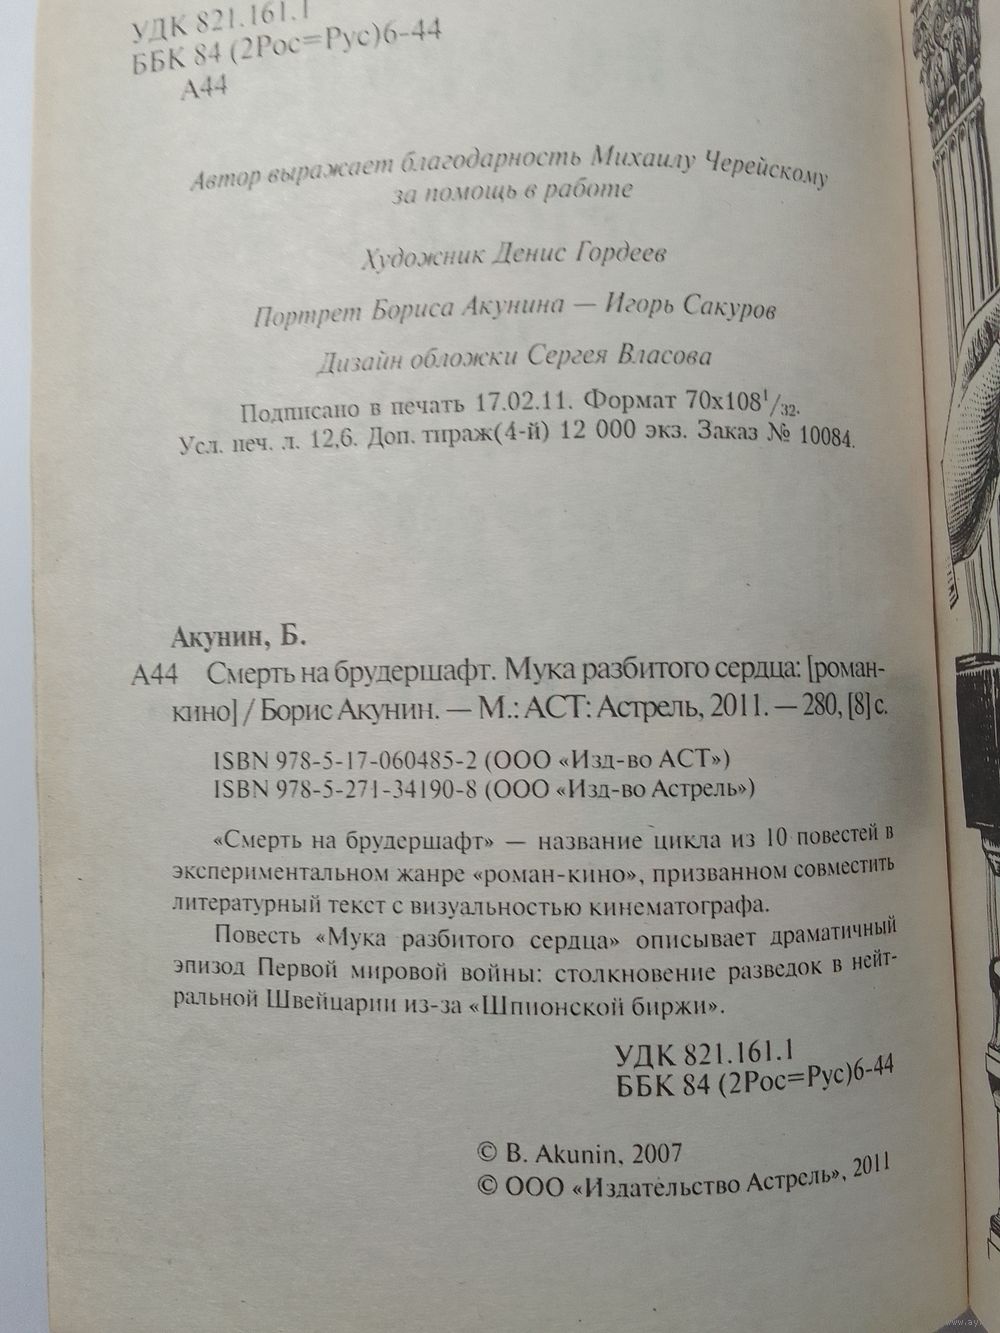 УДК 821.161.1
ББК 84 (2Рос=Рус)6-44
А44
Автор выражает благодарность Михаилу Черейскому
за помощь в работе
Художник Денис Гордеев
Портрет Бориса Акунина — Игорь Сакуров
Дизайн обложки Сергея Власова
Подписано в печать 17.02.11. Формат 70х108¹/₃₂.
Усл. печ. л. 12,6. Доп. тираж(4-й) 12 000 экз. Заказ № 10084.
Акунин, Б.
А44 Смерть на брудершафт. Мука разбитого сердца: [роман-
кино] / Борис Акунин. — М.: АСТ: Астрель, 2011. — 280, [8] с.
ISBN 978-5-17-060485-2 (ООО «Изд-во АСТ»)
ISBN 978-5-271-34190-8 (ООО «Изд-во Астрель»)
«Смерть на брудершафт» — название цикла из 10 повестей в
экспериментальном жанре «роман-кино», призванном совместить
литературный текст с визуальностью кинематографа.
Повесть «Мука разбитого сердца» описывает драматичный
эпизод Первой мировой войны: столкновение разведок в нейт-
ральной Швейцарии из-за «Шпионской биржи».
УДК 821.161.1
ББК 84 (2Рос=Рус)6-44
© B. Akunin, 2007
© ООО «Издательство Астрель», 2011